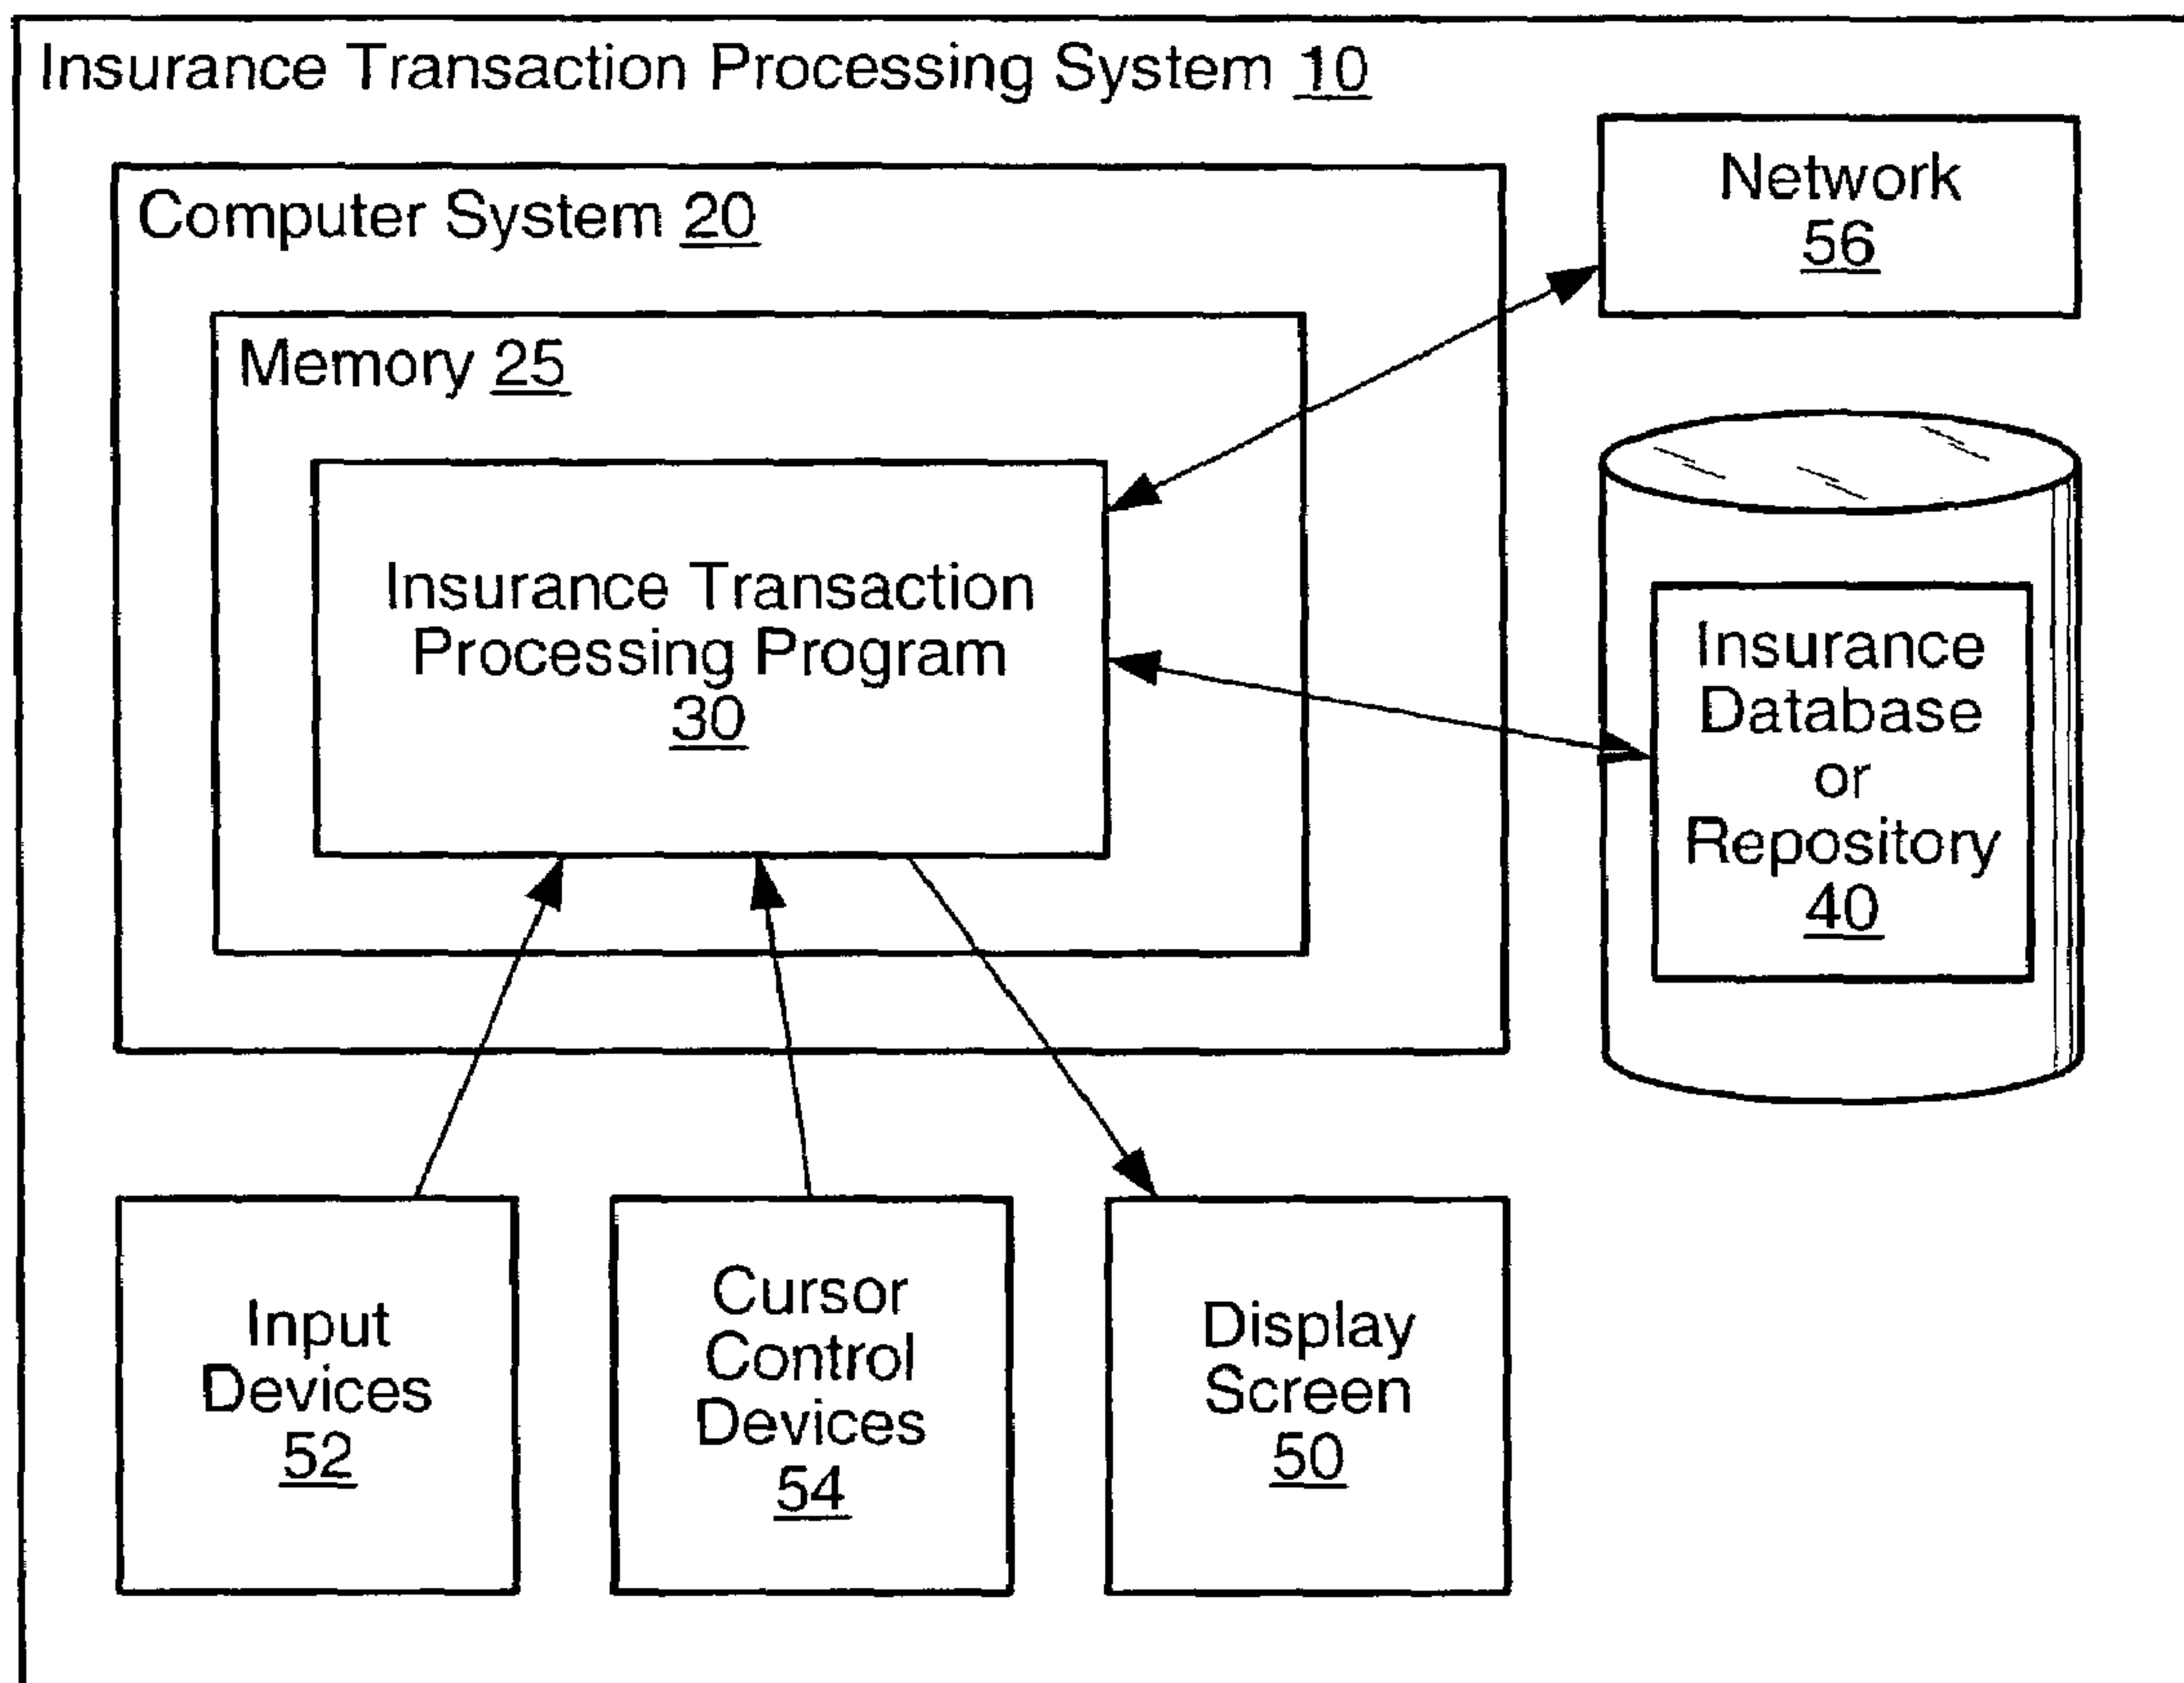 Insurance Transaction Processing System 10
Computer System 20
Network
56
Memory 25
Insurance Transaction
Processing Program
30
Insurance
Database
or
Repository
40
Input
Devices
52
Cursor
Control
Devices
54
Display
Screen
50